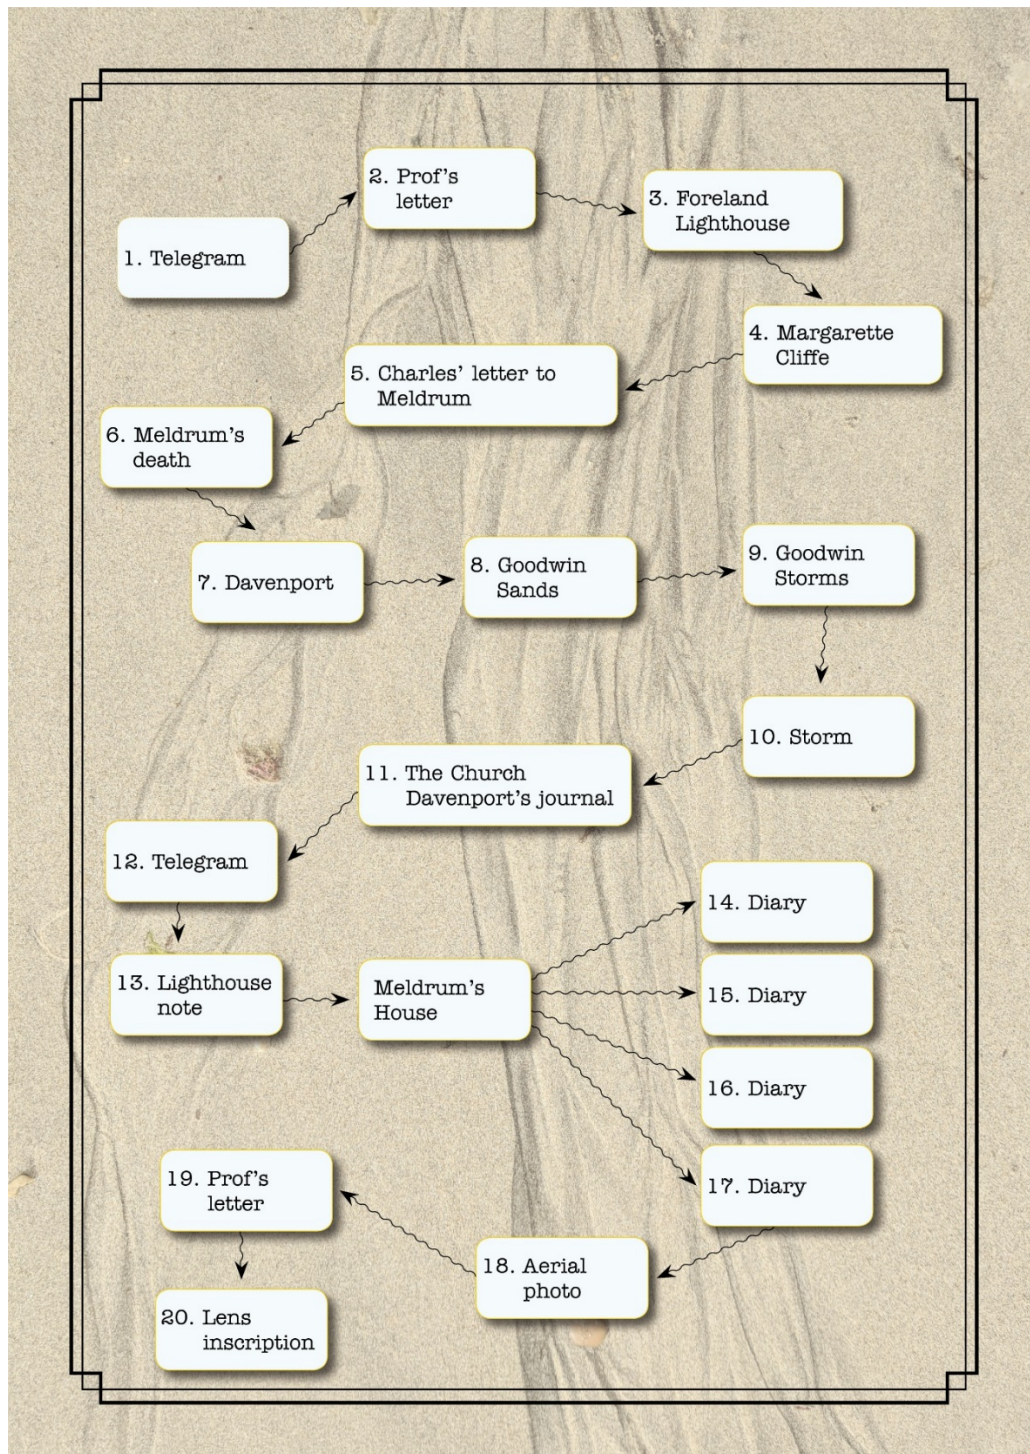 1. Telegram
2. Prof's
letter
3. Foreland
Lighthouse
4. Margarette
Cliffe
5. Charles' letter to
Meldrum
6. Meldrum's
death
7. Davenport
8. Goodwin
Sands
9. Goodwin
Storms
10. Storm
11. The Church
Davenport's journal
12. Telegram
13. Lighthouse
note
Meldrum's
House
14. Diary
15. Diary
16. Diary
17. Diary
18. Aerial
photo
19. Prof's
letter
20. Lens
inscription